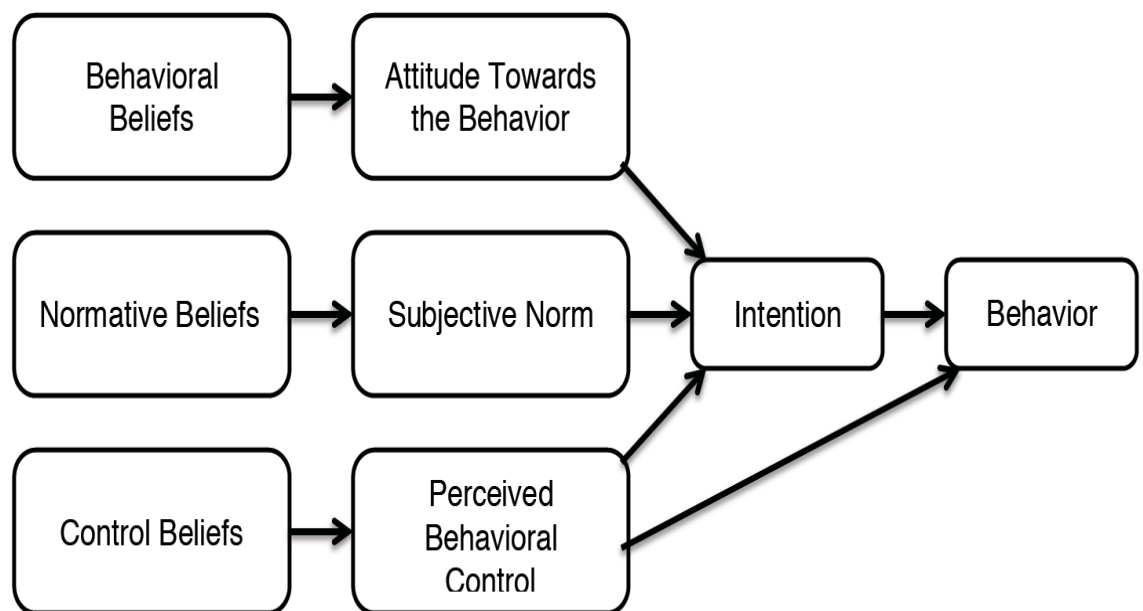 Behavioral
Beliefs
Attitude Towards
the Behavior
Normative Beliefs
Subjective Norm
Intention
Behavior
Control Beliefs
Perceived
Behavioral
Control